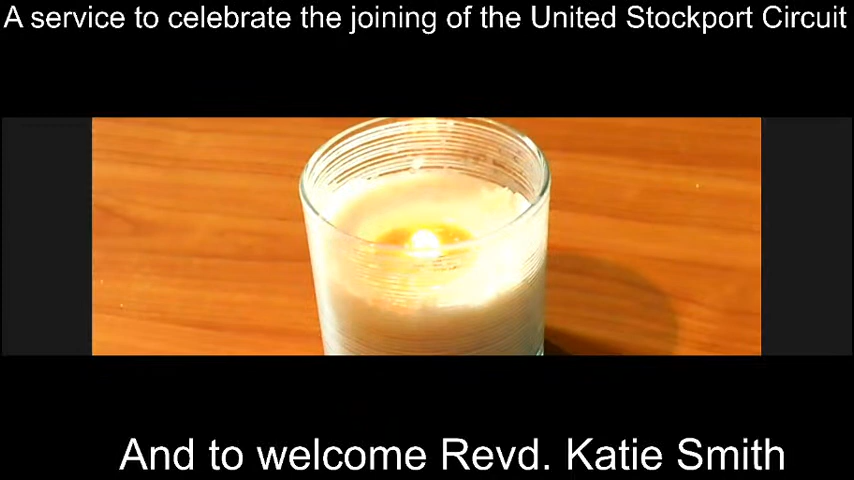 A service to celebrate the joining of the United Stockport Circuit
And to welcome Revd. Katie Smith